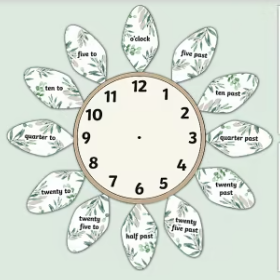 o'clock
five past
ten past
quarter past
twenty
past
twenty
five past
half past
twenty
five to
twenty to
quarter to
ten to
five to
12
1
2
3
4
5
6
7
8
9
10
11